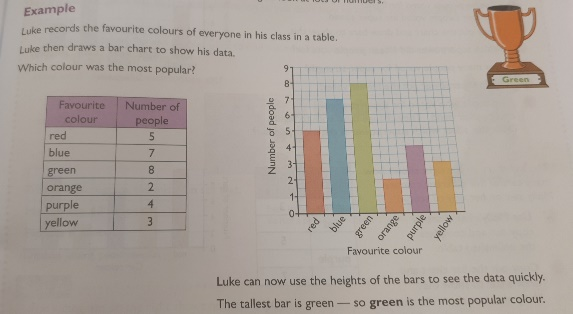 Example
Luke records the favourite colours of everyone in his class in a table.
Luke then draws a bar chart to show his data.
Which colour was the most popular?
Green
Favourite colour Number of people
red 5
blue 7
green 8
orange 2
purple 4
yellow 3
Number of people
9
8
7
6
5
4
3
2
1
0
red blue green orange purple yellow
Favourite colour
Luke can now use the heights of the bars to see the data quickly.
The tallest bar is green — so green is the most popular colour.